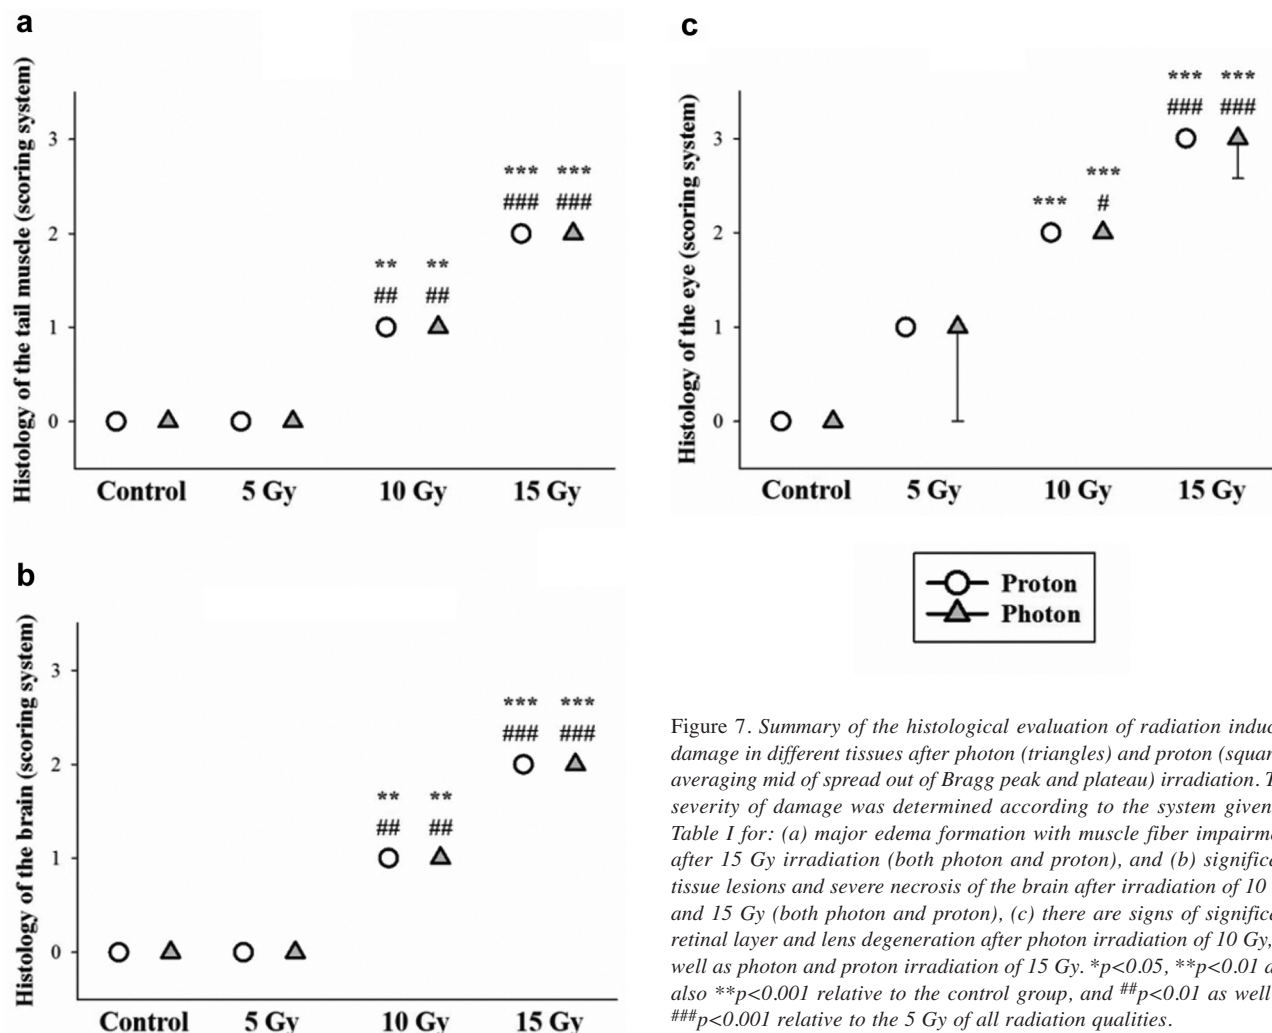 a
Histology of the tail muscle (scoring system)
3
2
1
0
*** ***
### ###
** **
## ##
Control 5 Gy 10 Gy 15 Gy
b
Histology of the brain (scoring system)
3
2
1
0
*** ***
### ###
** **
## ##
Control 5 Gy 10 Gy 15 Gy
c
Histology of the eye (scoring system)
3
2
1
0
*** ***
### ###
***
*** #
Control 5 Gy 10 Gy 15 Gy
Proton
Photon
Figure 7. Summary of the histological evaluation of radiation induc
damage in different tissues after photon (triangles) and proton (squar
averaging mid of spread out of Bragg peak and plateau) irradiation. T
severity of damage was determined according to the system given
Table I for: (a) major edema formation with muscle fiber impairme
after 15 Gy irradiation (both photon and proton), and (b) significa
tissue lesions and severe necrosis of the brain after irradiation of 10
and 15 Gy (both photon and proton), (c) there are signs of significa
retinal layer and lens degeneration after photon irradiation of 10 Gy,
well as photon and proton irradiation of 15 Gy. *p<0.05, **p<0.01 a
also **p<0.001 relative to the control group, and ##p<0.01 as well
###p<0.001 relative to the 5 Gy of all radiation qualities.